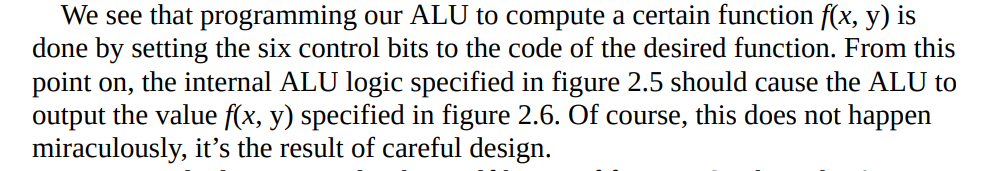 We see that programming our ALU to compute a certain function f(x, y) is
done by setting the six control bits to the code of the desired function. From this
point on, the internal ALU logic specified in figure 2.5 should cause the ALU to
output the value f(x, y) specified in figure 2.6. Of course, this does not happen
miraculously, it’s the result of careful design.